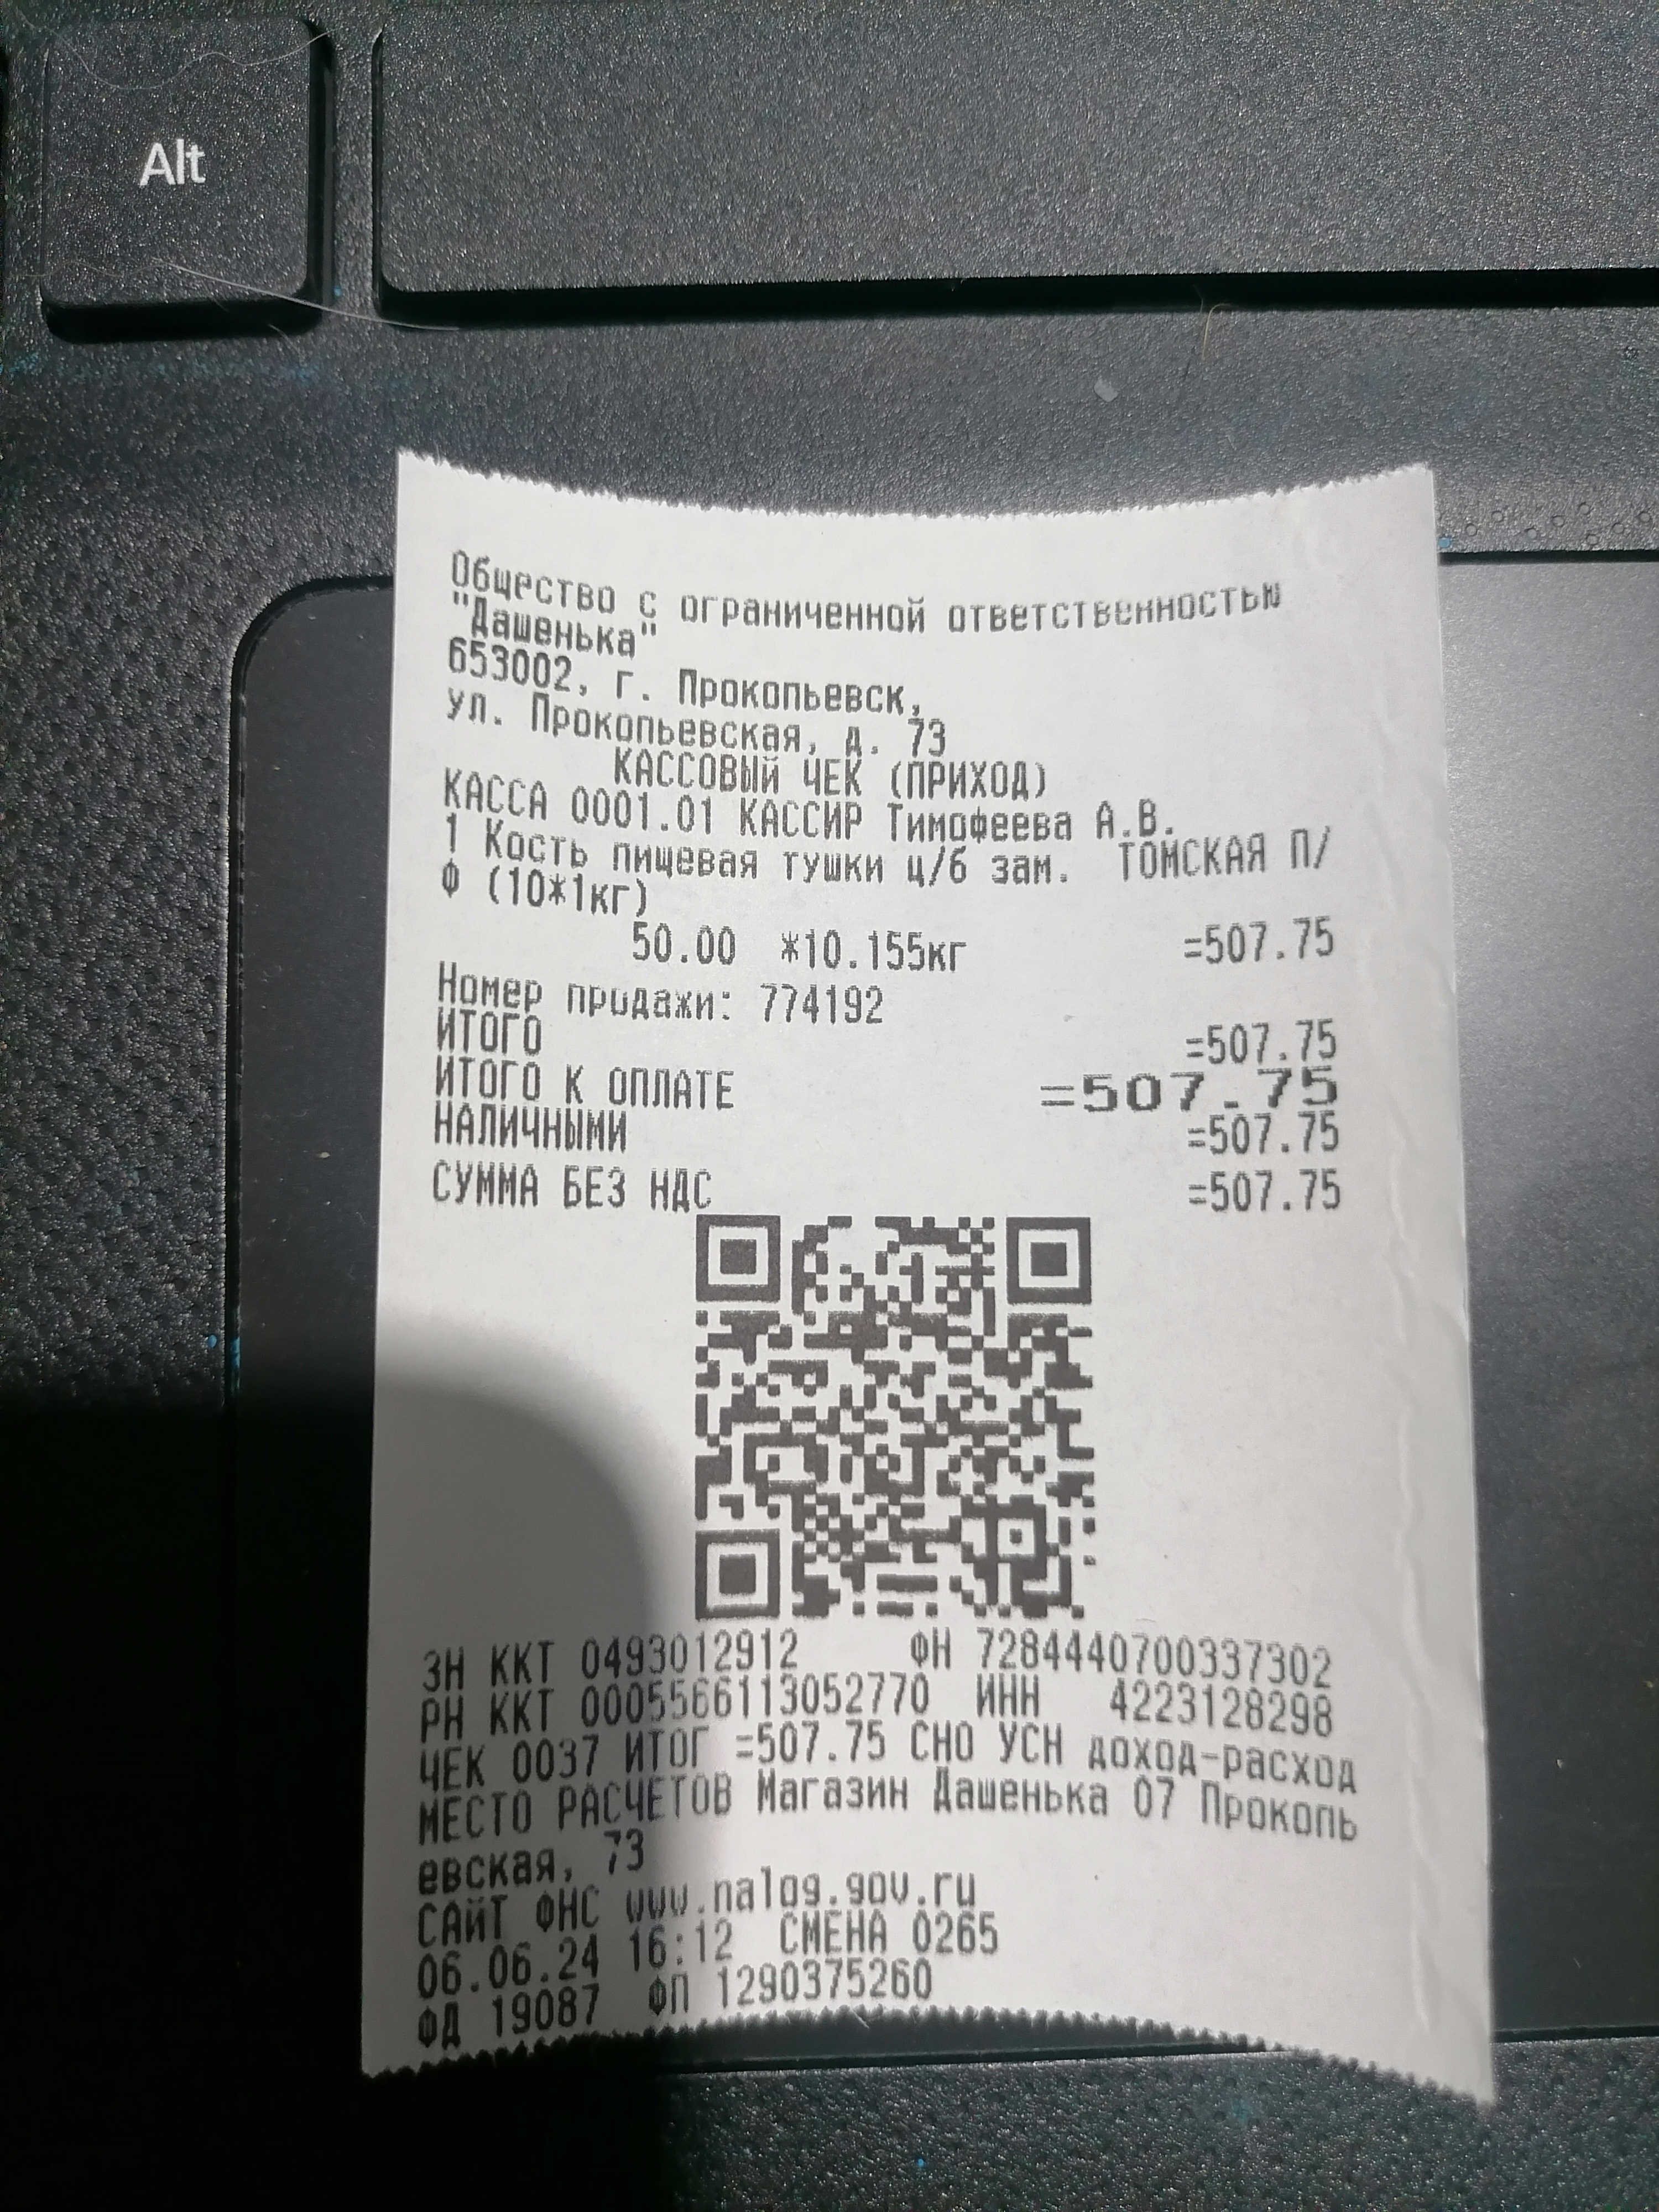 Alt
Общество с ограниченной ответственностью
"Дашенька"
653002, г. Прокопьевск,
ул. Прокопьевская, д. 73
КАССОВЫЙ ЧЕК (ПРИХОД)
КАССА 0001.01 КАССИР Тимофеева А.В.
1 Кость пищевая тушки ц/б зам. ТОМСКАЯ П/
Ф (10*1кг)
50.00 *10.155кг =507.75
Номер продажи: 774192
ИТОГО =507.75
ИТОГО К ОПЛАТЕ =507.75
НАЛИЧНЫМИ =507.75
СУММА БЕЗ НДС =507.75
ЗН ККТ 0493012912 ФН 7284440700337302
РН ККТ 0005566113052770 ИНН 4223128298
ЧЕК 0037 ИТОГ =507.75 СНО УСН доход-расход
МЕСТО РАСЧЕТОВ Магазин Дашенька 07 Прокопь
евская, 73
САЙТ ФНС www.nalog.gov.ru
06.06.24 16:12 СМЕНА 0265
ФД 19087 ФП 1290375260